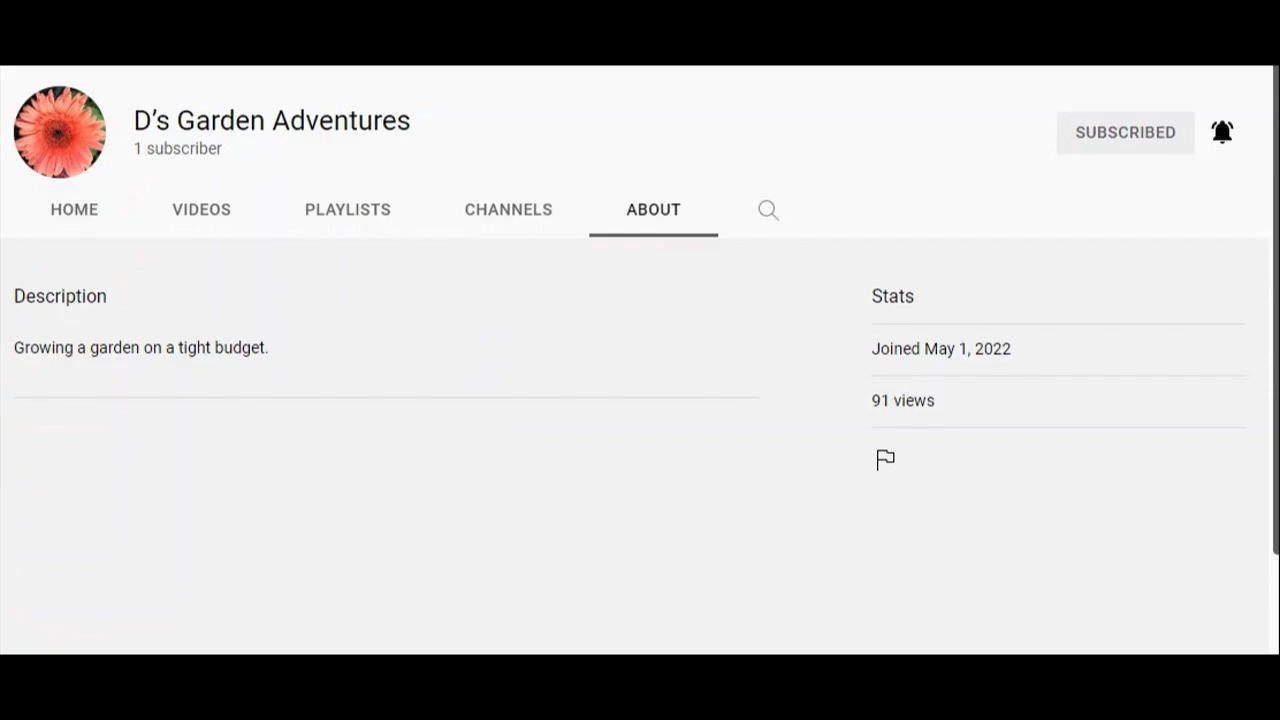 D’s Garden Adventures
1 subscriber
SUBSCRIBED
HOME VIDEOS PLAYLISTS CHANNELS ABOUT
Description
Growing a garden on a tight budget.
Stats
Joined May 1, 2022
91 views